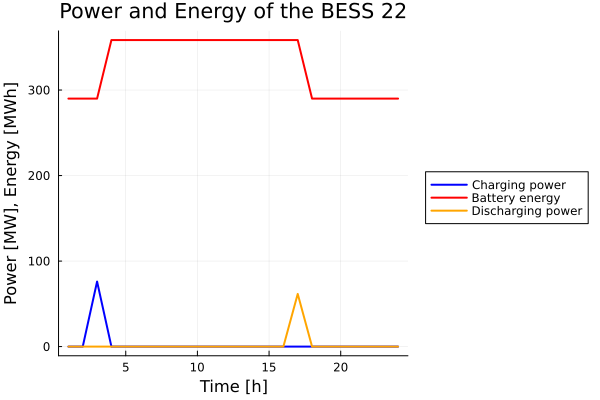 Power and Energy of the BESS 22
Power [MW], Energy [MWh]
300
200
100
0
5
10
15
20
Time [h]
Charging power
Battery energy
Discharging power